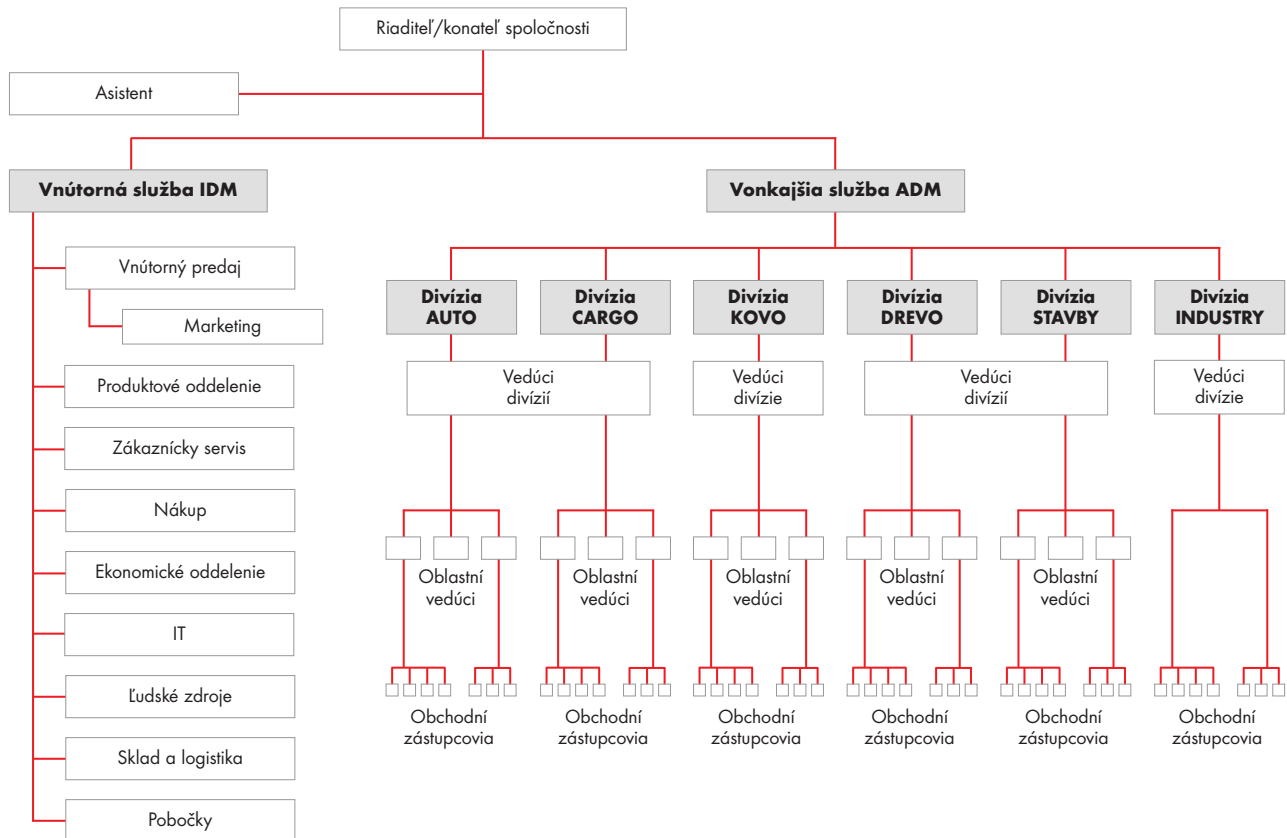 Riaditeľ/konateľ spoločnosti
Asistent
Vnútorná služba IDM
Vonkajšia služba ADM
Vnútorný predaj
Marketing
Produktové oddelenie
Zákaznícky servis
Nákup
Ekonomické oddelenie
IT
Ľudské zdroje
Sklad a logistika
Pobočky
Divízia
AUTO
Divízia
CARGO
Divízia
KOVO
Divízia
DREVO
Divízia
STAVBY
Divízia
INDUSTRY
Vedúci
divízií
Vedúci
divízie
Vedúci
divízií
Vedúci
divízie
Oblastní
vedúci
Oblastní
vedúci
Oblastní
vedúci
Oblastní
vedúci
Oblastní
vedúci
Obchodní
zástupcovia
Obchodní
zástupcovia
Obchodní
zástupcovia
Obchodní
zástupcovia
Obchodní
zástupcovia
Obchodní
zástupcovia